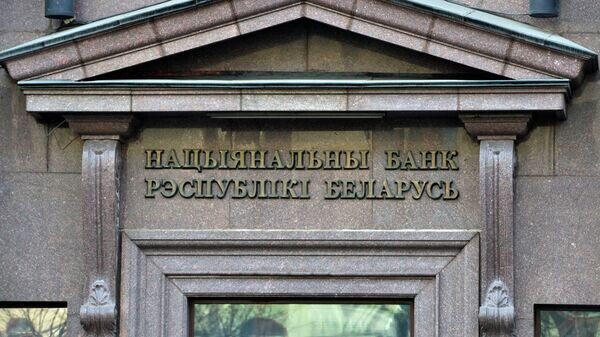 НАЦЫЯНАЛЬНЫ БАНК
РЭСПУБЛІКІ БЕЛАРУСЬ